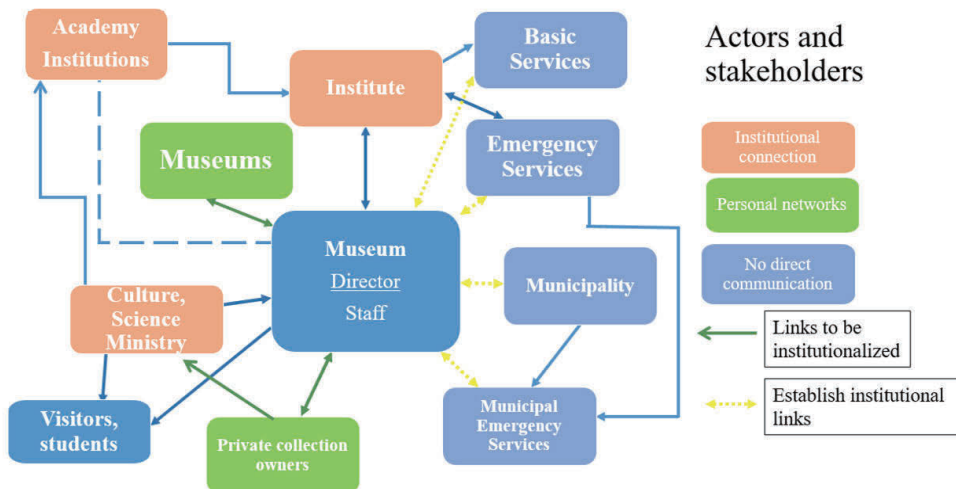 Academy
Institutions
Institute
Basic
Services
Actors and
stakeholders
Museums
Emergency
Services
Institutional
connection
Personal networks
Museum
Director
Staff
Municipality
No direct
communication
Culture,
Science
Ministry
Links to be
institutionalized
Visitors,
students
Private collection
owners
Municipal
Emergency
Services
Establish institutional
links